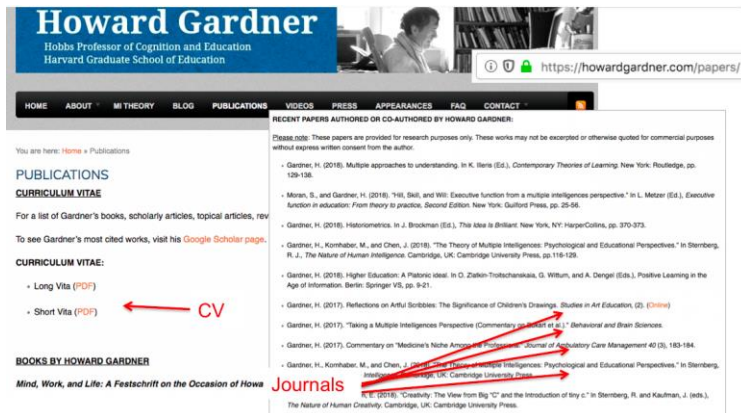 Howard Gardner
Hobbs Professor of Cognition and Education
Harvard Graduate School of Education
https://howardgardner.com/papers/
HOME ABOUT MI THEORY BLOG PUBLICATIONS VIDEOS PRESS APPEARANCES FAQ CONTACT
You are here: Home » Publications
PUBLICATIONS
CURRICULUM VITAE
For a list of Gardner's books, scholarly articles, topical articles, rev
To see Gardner's most cited works, visit his Google Scholar page.
CURRICULUM VITAE:
• Long Vita (PDF)
• Short Vita (PDF)
CV
BOOKS BY HOWARD GARDNER
Mind, Work, and Life: A Festschrift on the Occasion of Howa
RECENT PAPERS AUTHORED OR CO-AUTHORED BY HOWARD GARDNER:
Please note: These papers are provided for research purposes only. These works may not be excerpted or otherwise quoted for commercial purposes
without express written consent from the author.
• Gardner, H. (2018). Multiple approaches to understanding. In K. Illeris (Ed.), Contemporary Theories of Learning. New York: Routledge, pp.
129-138.
• Moran, S., and Gardner, H. (2018). "Hill, Skill, and Will: Executive function from a multiple intelligences perspective." In L. Metzer (Ed.), Executive
function in education: From theory to practice, Second Edition. New York: Guilford Press, pp. 25-56.
• Gardner, H. (2018). Historiometrics. In J. Brockman (Ed.), This Idea Is Brilliant. New York, NY: HarperCollins, pp. 370-373.
• Gardner, H., Kornhaber, M., and Chen, J. (2018). "The Theory of Multiple Intelligences: Psychological and Educational Perspectives." In Sternberg,
R. J., The Nature of Human Intelligence. Cambridge, UK: Cambridge University Press, pp.116-129.
• Gardner, H. (2018). Higher Education: A Platonic ideal. In O. Zlatkin-Troitschanskaia, G. Wittum, and A. Dengel (Eds.), Positive Learning in the
Age of Information. Berlin: Springer VS, pp. 9-21.
• Gardner, H. (2017). Reflections on Artful Scribbles: The Significance of Children's Drawings. Studies in Art Education, (2). (Online)
• Gardner, H. (2017). "Taking a Multiple Intelligences Perspective (Commentary on et al.)." Behavioral and Brain Sciences.
• Gardner, H. (2017). Commentary on "Medicine's Niche Among the Professions." Journal of Ambulatory Care Management 40 (3), 183-184.
• Gardner, H., Kornhaber, M., and Chen, J. (2018). "The Theory of Multiple Intelligences: Psychological and Educational Perspectives." In Sternberg,
UK: Cambridge University Press.
Journals
E. (2018). "Creativity: The View from Big "C" and the Introduction of tiny c." In Sternberg, R. and Kaufman, J. (eds.),
The Nature of Human Creativity. Cambridge, UK: Cambridge University Press.